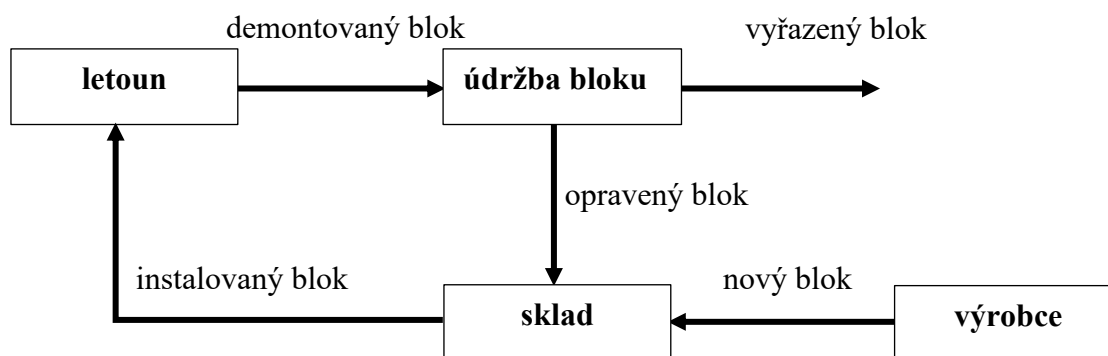 demontovaný blok
vyřazený blok
letoun
údržba bloku
opravený blok
instalovaný blok
nový blok
sklad
výrobce